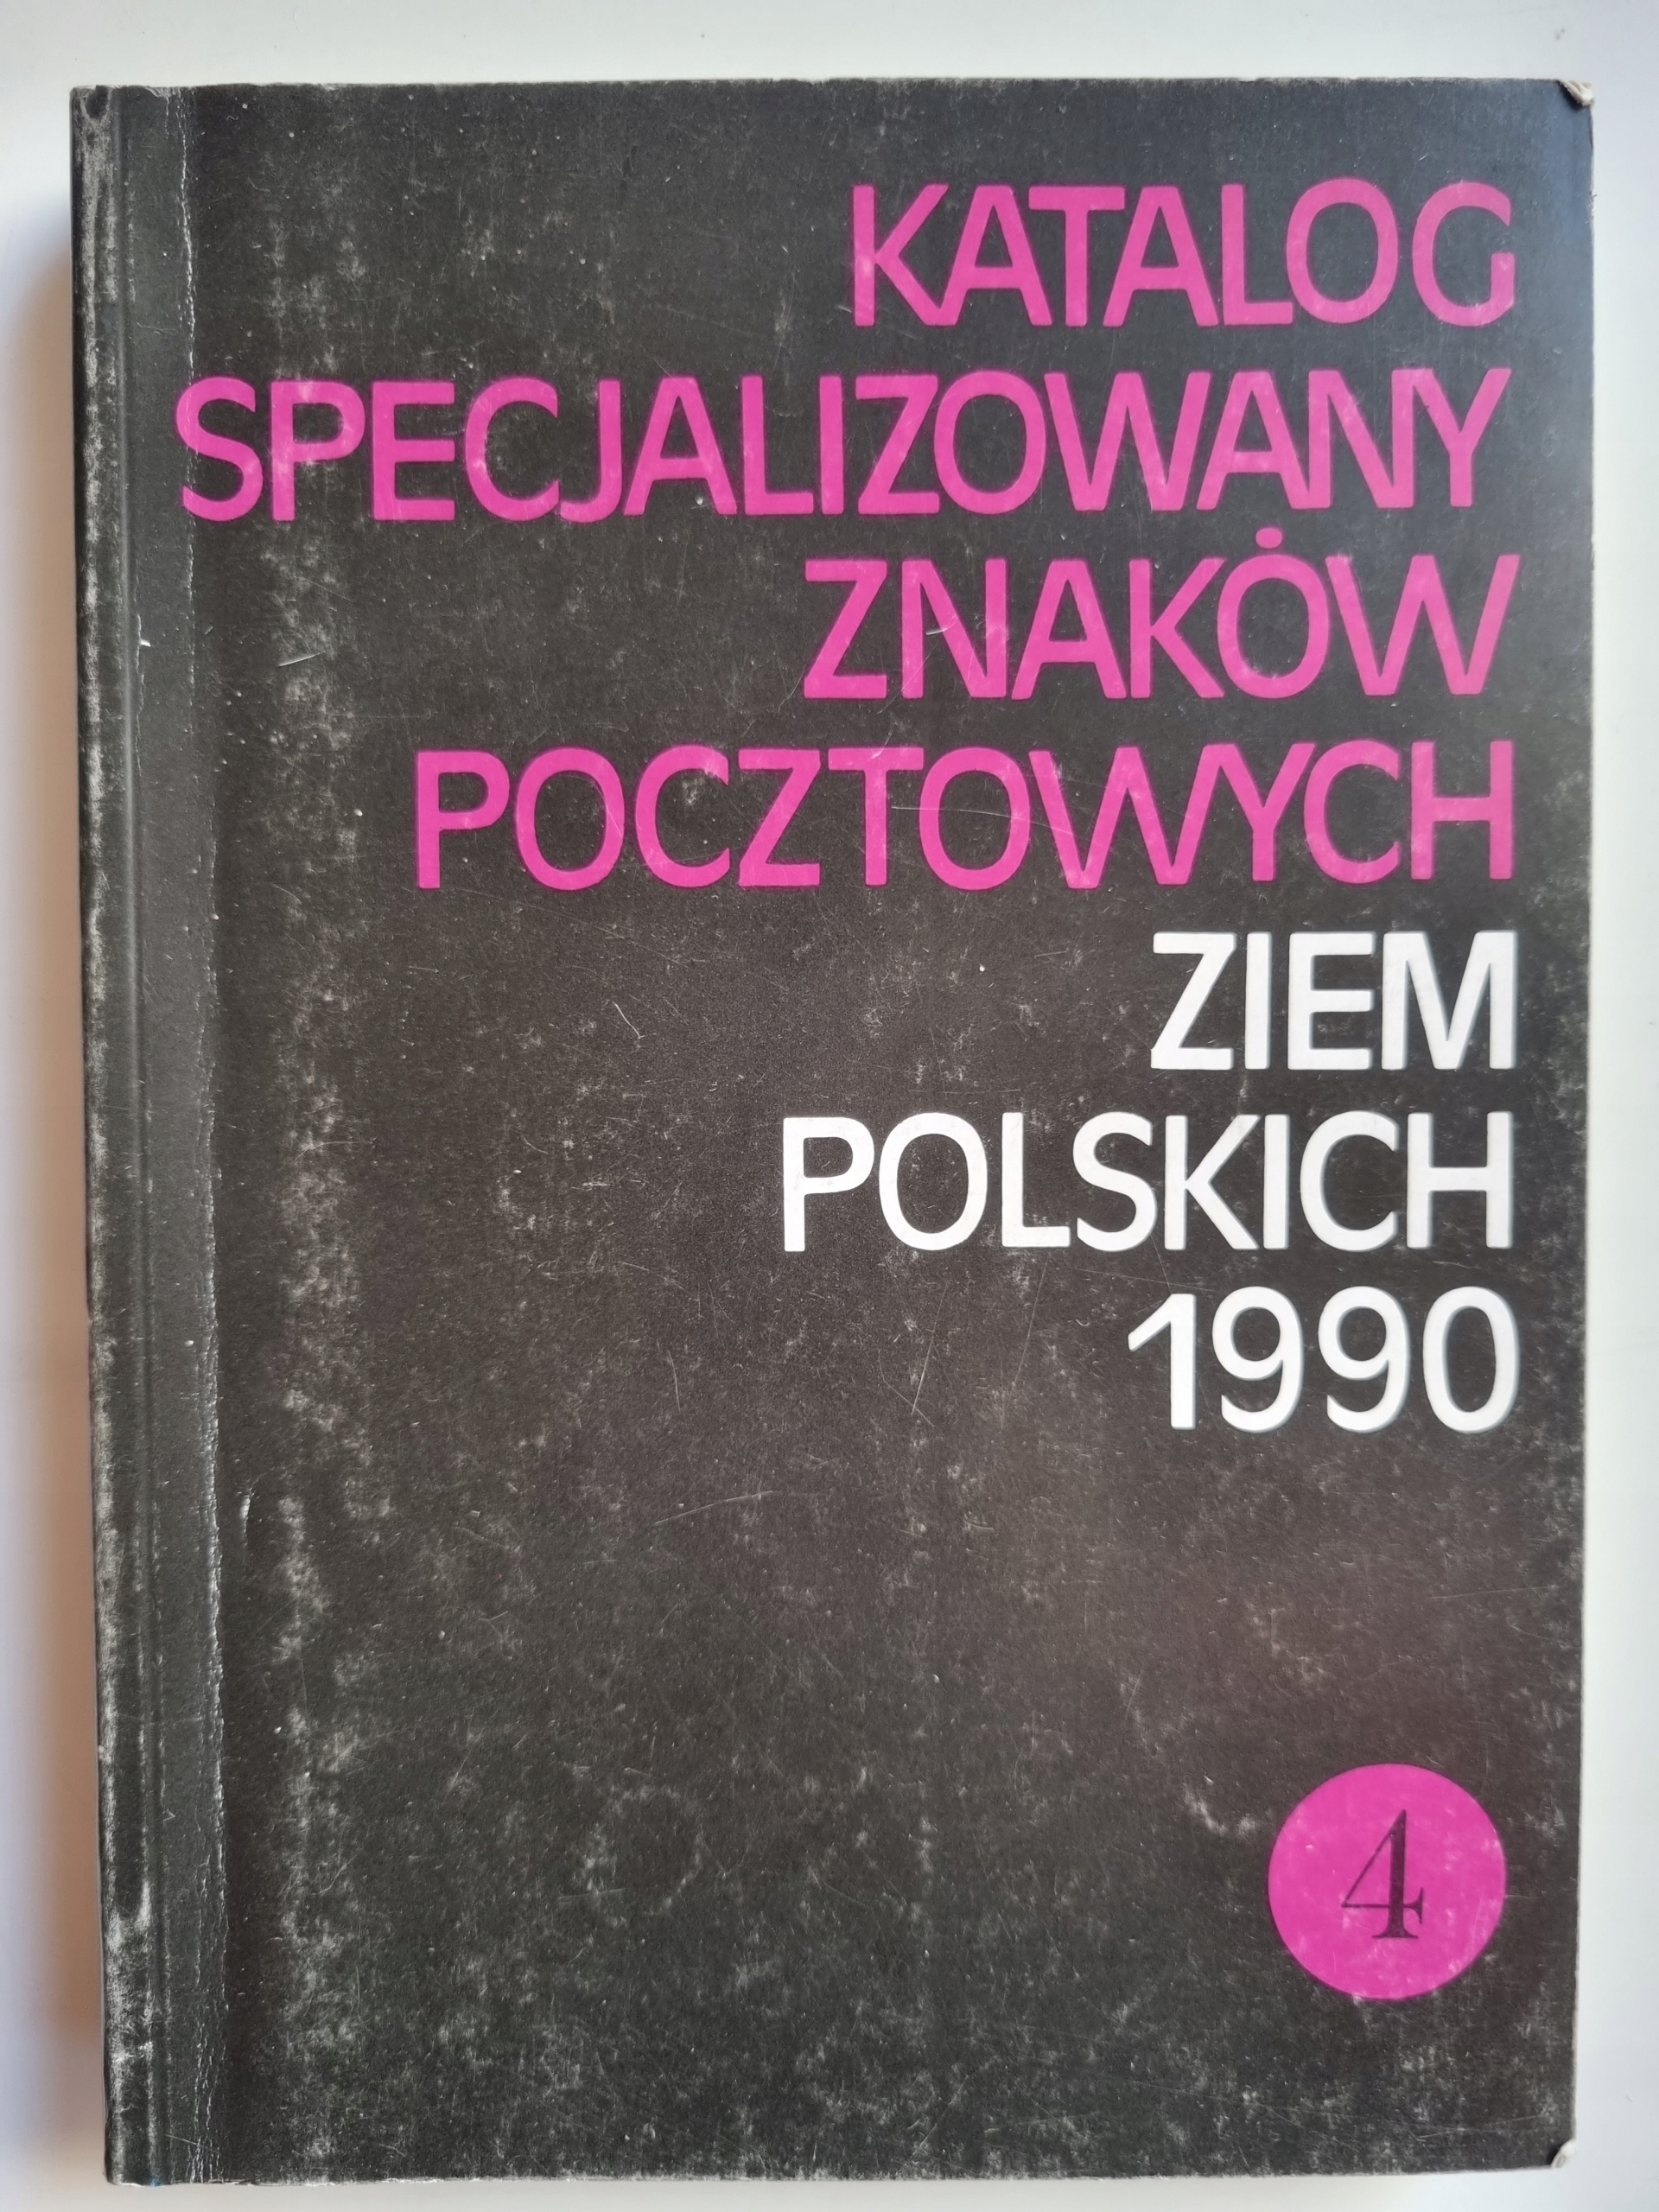 KATALOG
SPECJALIZOWANY
ZNAKÓW
POCZTOWYCH
ZIEM
POLSKICH
1990
4